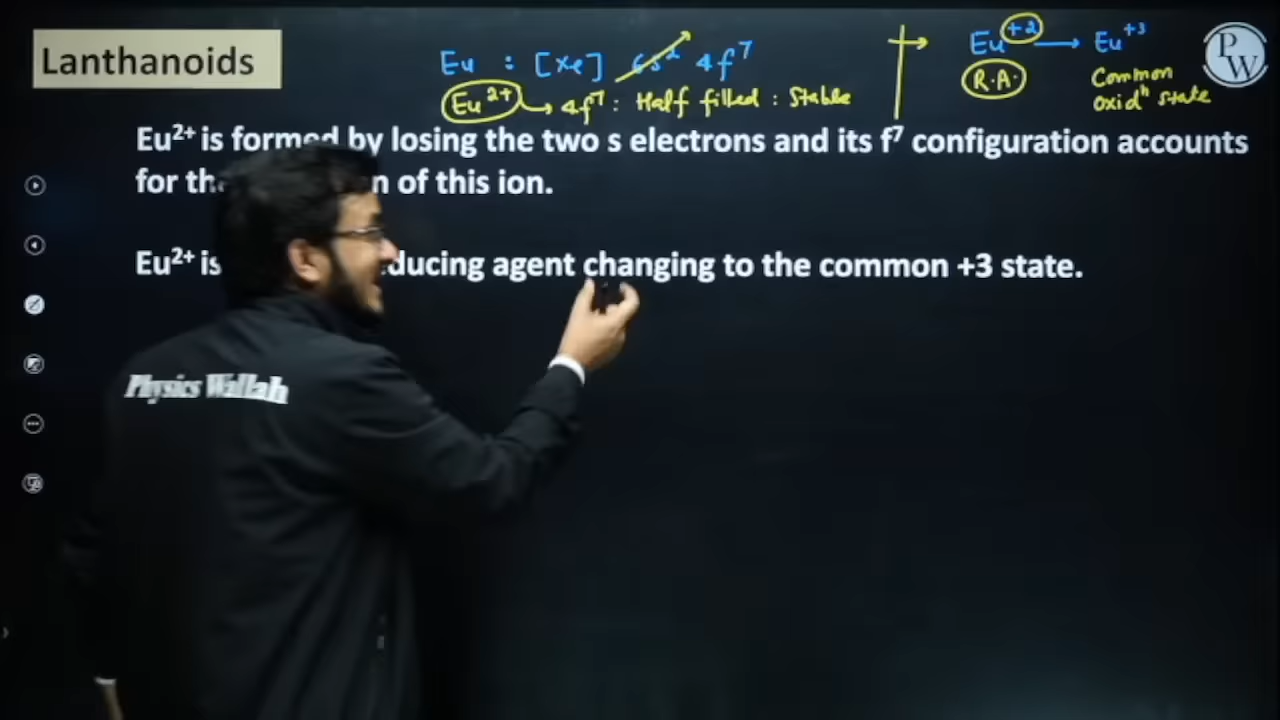 Lanthanoids
Eu : [Xe] 6s² 4f⁷
Eu²⁺ → 4f⁷ : Half filled : Stable
→ Eu⁺² → Eu⁺³
R.A.
Common
oxidⁿ state
PW
Eu²⁺ is formed by losing the two s electrons and its f⁷ configuration accounts
for n of this ion.
Eu²⁺ is ducing agent changing to the common +3 state.
Physics Wallah